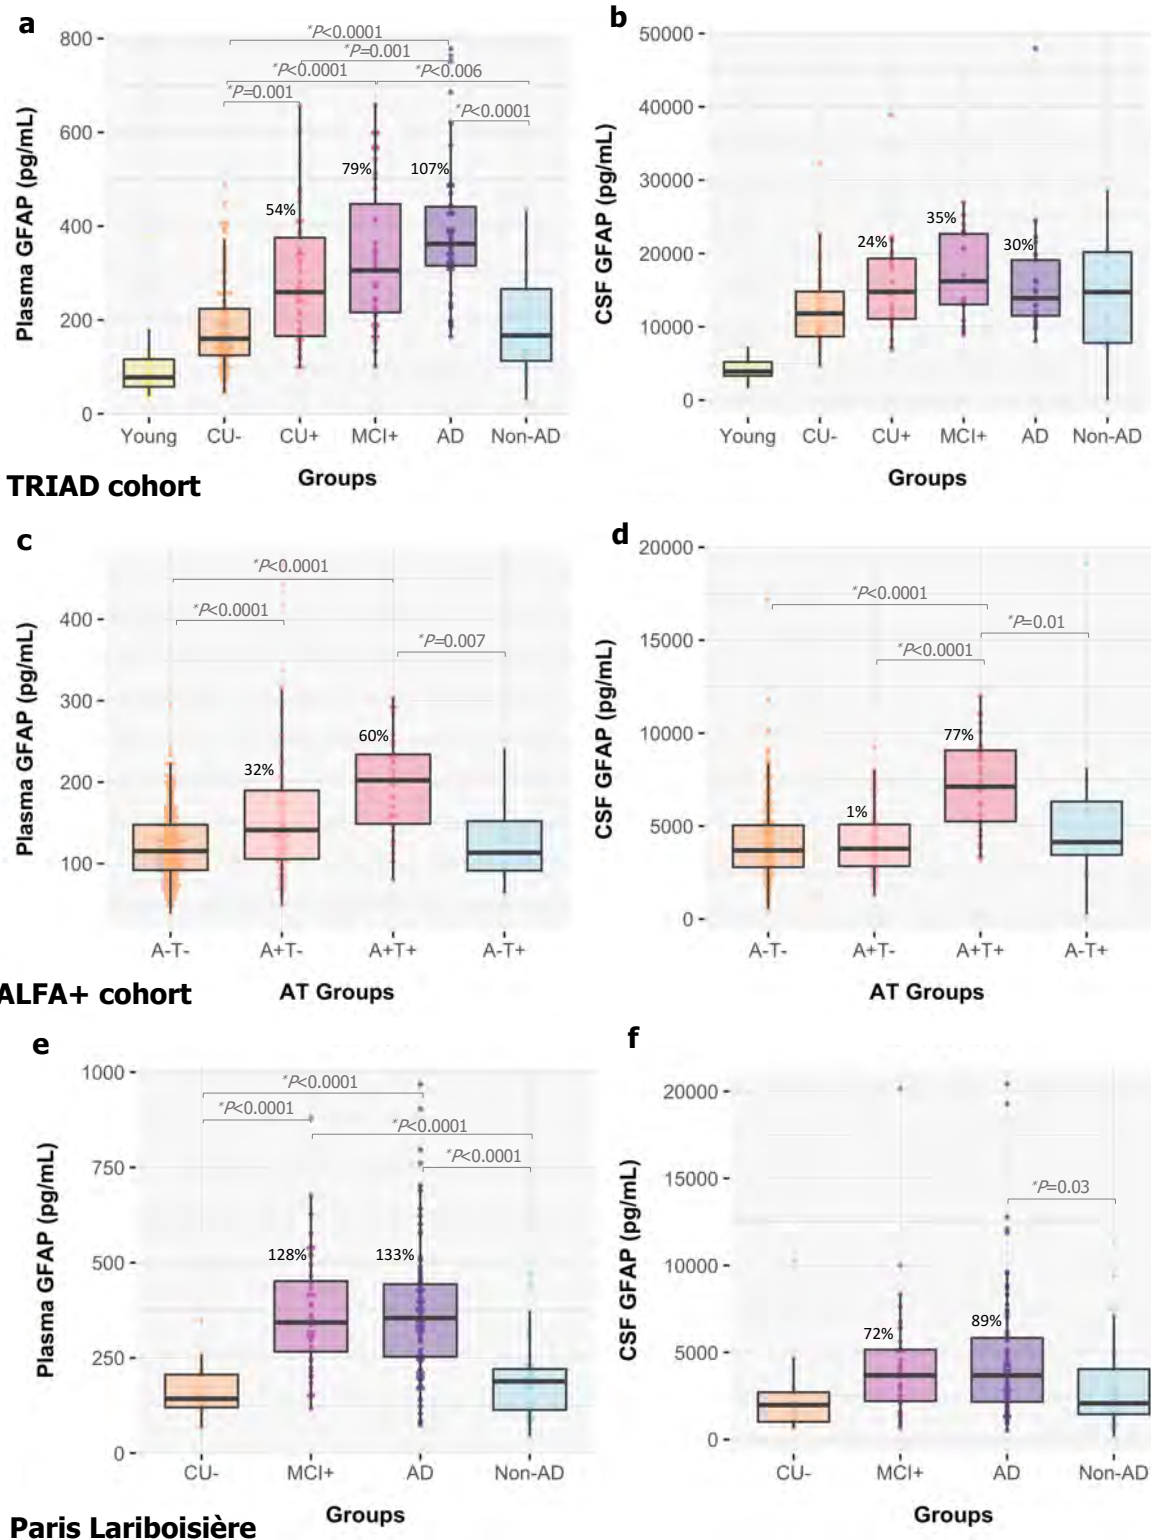 a
Plasma GFAP (pg/mL)
800
600
400
200
0
*P<0.0001
*P=0.001
*P<0.0001
*P<0.006
*P=0.001
*P<0.0001
54%
79%
107%
Young CU- CU+ MCI+ AD Non-AD
Groups
b
CSF GFAP (pg/mL)
50000
40000
30000
20000
10000
0
24%
35%
30%
Young CU- CU+ MCI+ AD Non-AD
Groups
TRIAD cohort
c
Plasma GFAP (pg/mL)
400
300
200
100
*P<0.0001
*P<0.0001
*P=0.007
32%
60%
A-T- A+T- A+T+ A-T+
AT Groups
d
CSF GFAP (pg/mL)
20000
15000
10000
5000
0
*P<0.0001
*P=0.01
*P<0.0001
1%
77%
A-T- A+T- A+T+ A-T+
AT Groups
ALFA+ cohort
e
Plasma GFAP (pg/mL)
1000
750
500
250
0
*P<0.0001
*P<0.0001
*P<0.0001
*P<0.0001
128%
133%
CU- MCI+ AD Non-AD
Groups
f
CSF GFAP (pg/mL)
20000
15000
10000
5000
0
*P=0.03
72%
89%
CU- MCI+ AD Non-AD
Groups
Paris Lariboisière